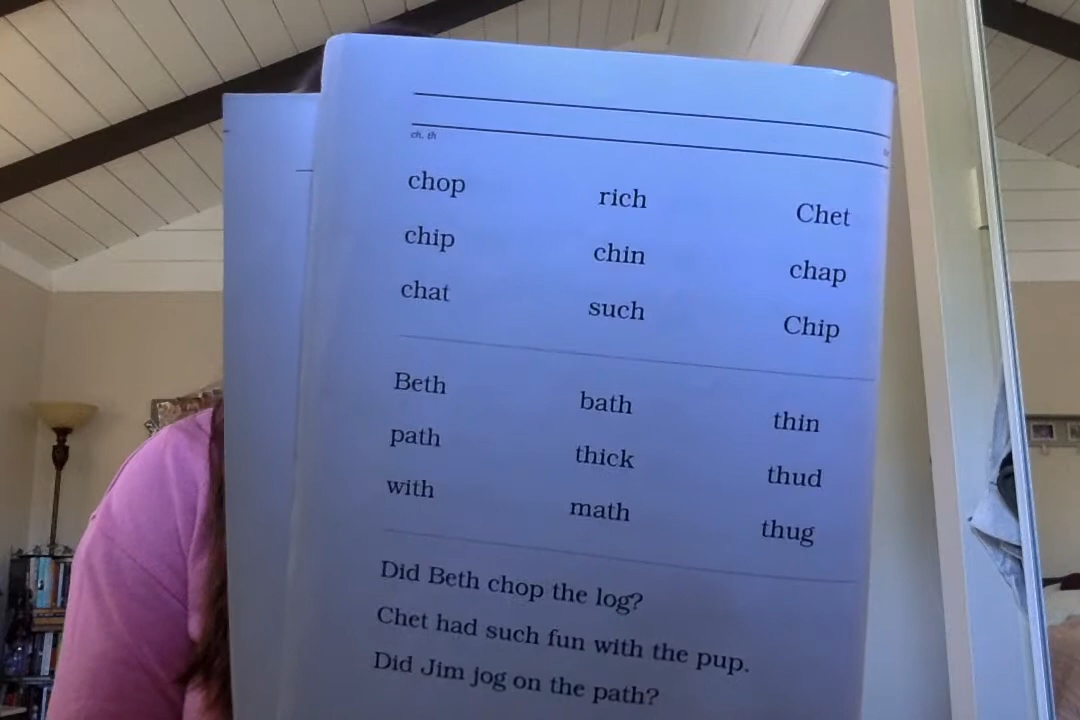 ch, th
chop rich Chet
chip chin chap
chat such Chip
Beth bath thin
path thick thud
with math thug
Did Beth chop the log?
Chet had such fun with the pup.
Did Jim jog on the path?